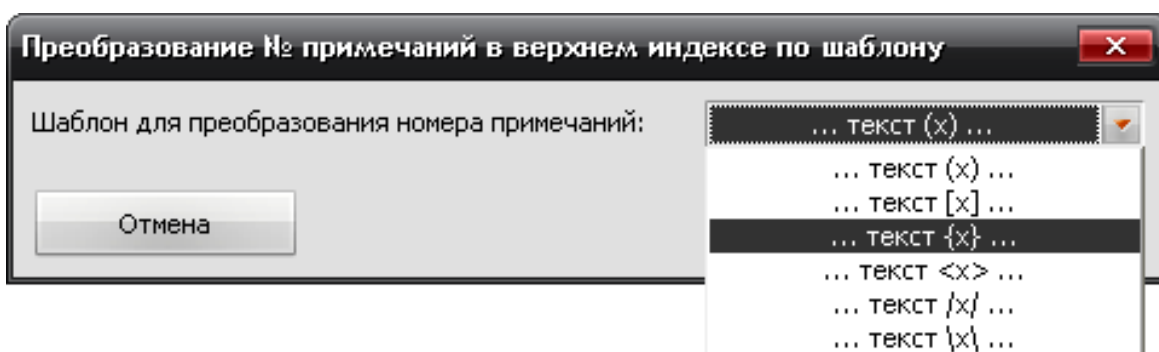 Преобразование № примечаний в верхнем индексе по шаблону
Шаблон для преобразования номера примечаний:
... текст (x) ...
... текст (x) ...
... текст [x] ...
Отмена
... текст {x} ...
... текст <x> ...
... текст /x/ ...
... текст \x\ ...